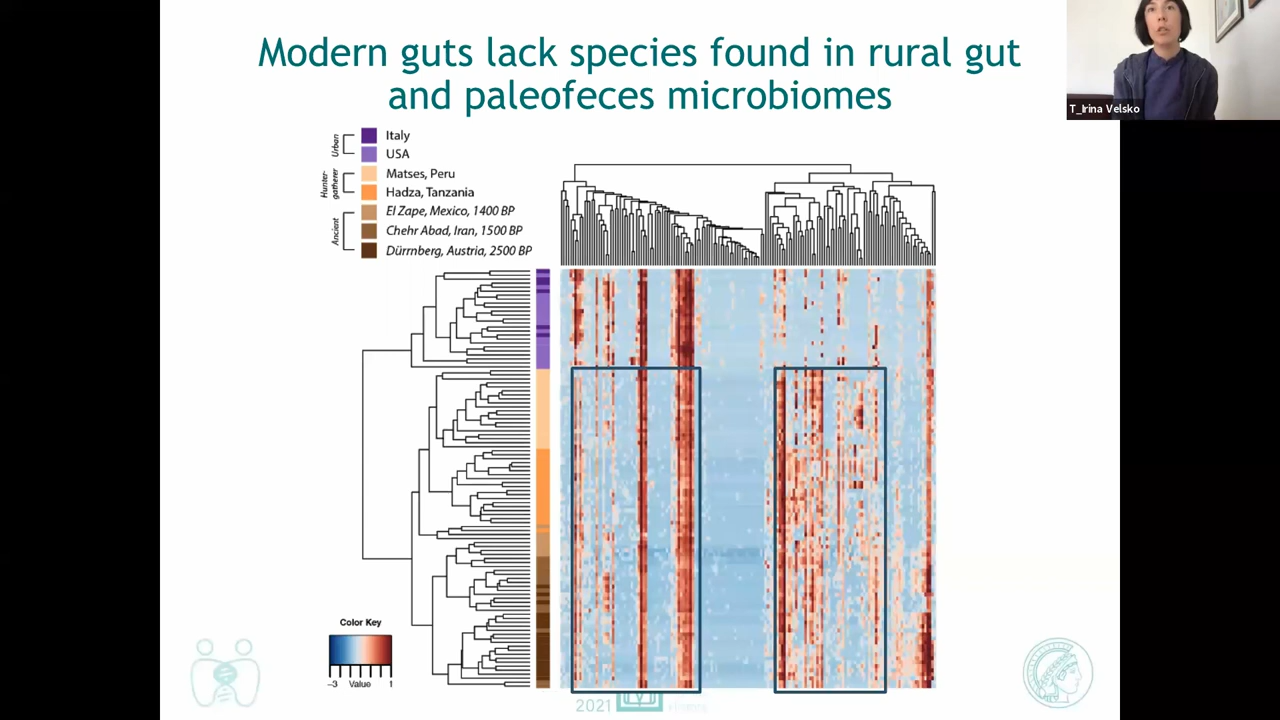 Modern guts lack species found in rural gut
and paleofeces microbiomes
T_Irina Velsko
Urban
Italy
USA
Hunter-
gatherer
Matses, Peru
Hadza, Tanzania
Ancient
El Zape, Mexico, 1400 BP
Chehr Abad, Iran, 1500 BP
Dürrnberg, Austria, 2500 BP
Color Key
−3 Value 1
2021